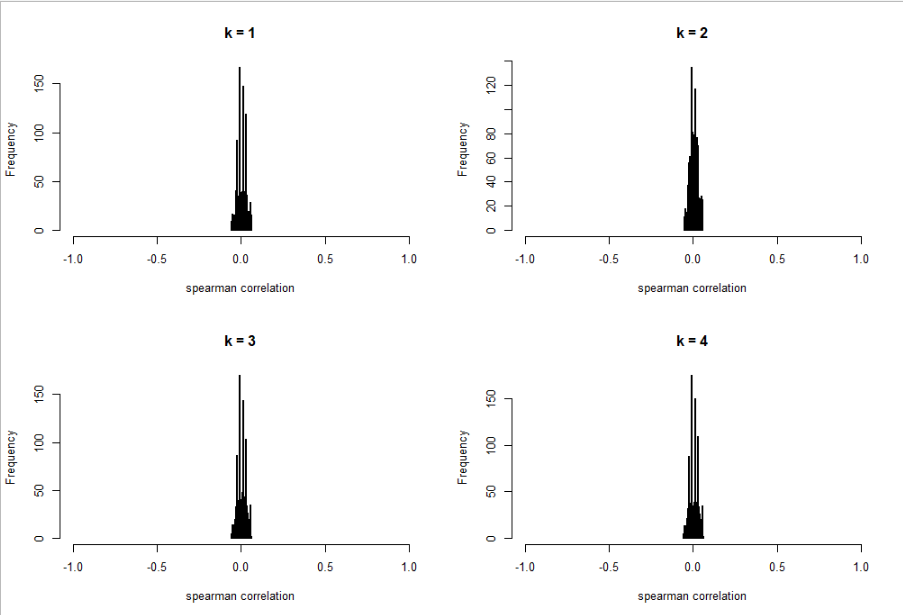 k = 1
Frequency
150
100
50
0
-1.0 -0.5 0.0 0.5 1.0
spearman correlation
k = 2
Frequency
120
80
60
40
20
0
-1.0 -0.5 0.0 0.5 1.0
spearman correlation
k = 3
Frequency
150
100
50
0
-1.0 -0.5 0.0 0.5 1.0
spearman correlation
k = 4
Frequency
150
100
50
0
-1.0 -0.5 0.0 0.5 1.0
spearman correlation